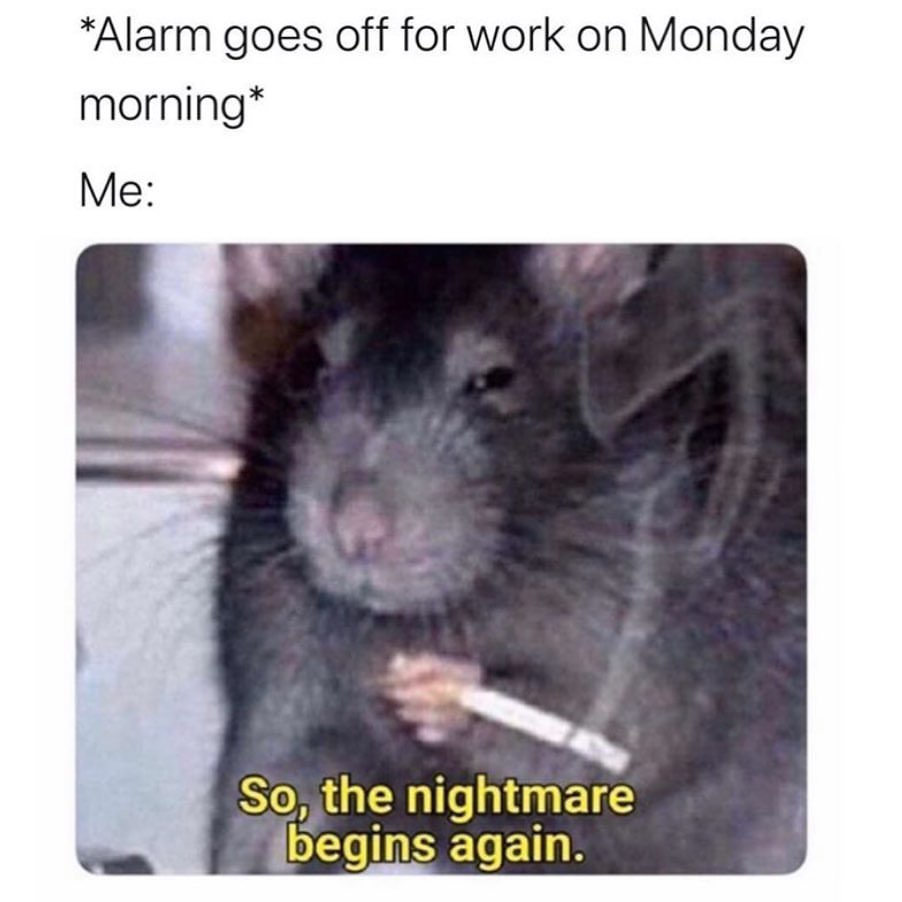 *Alarm goes off for work on Monday
morning*
Me:
So, the nightmare
begins again.